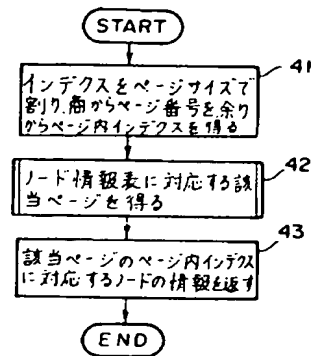 START
41
インデクスをページサイズで
割り、商からページ番号を、余り
からページ内インデクスを得る
42
ノード情報表に対応する該
当ページを得る
43
該当ページのページ内インデクス
に対応するノードの情報を返す
END